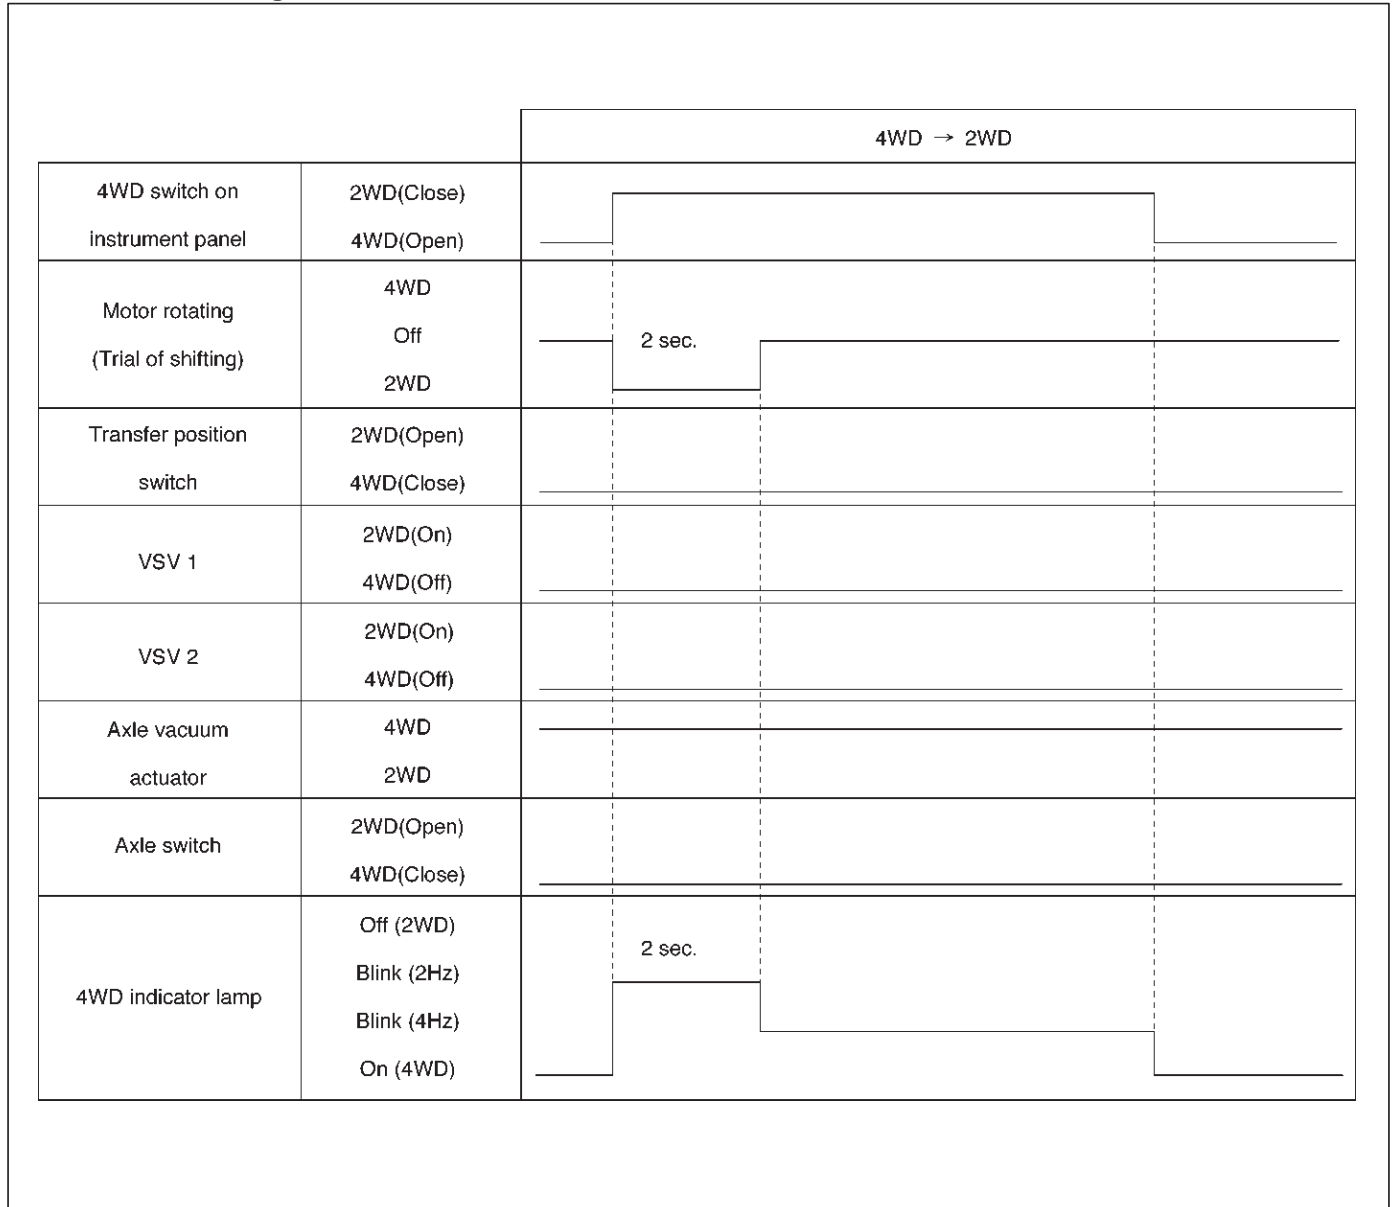 4WD → 2WD
4WD switch on
instrument panel
2WD(Close)
4WD(Open)
Motor rotating
(Trial of shifting)
4WD
Off
2WD
2 sec.
Transfer position
switch
2WD(Open)
4WD(Close)
VSV 1
2WD(On)
4WD(Off)
VSV 2
2WD(On)
4WD(Off)
Axle vacuum
actuator
4WD
2WD
Axle switch
2WD(Open)
4WD(Close)
4WD indicator lamp
Off (2WD)
Blink (2Hz)
Blink (4Hz)
On (4WD)
2 sec.